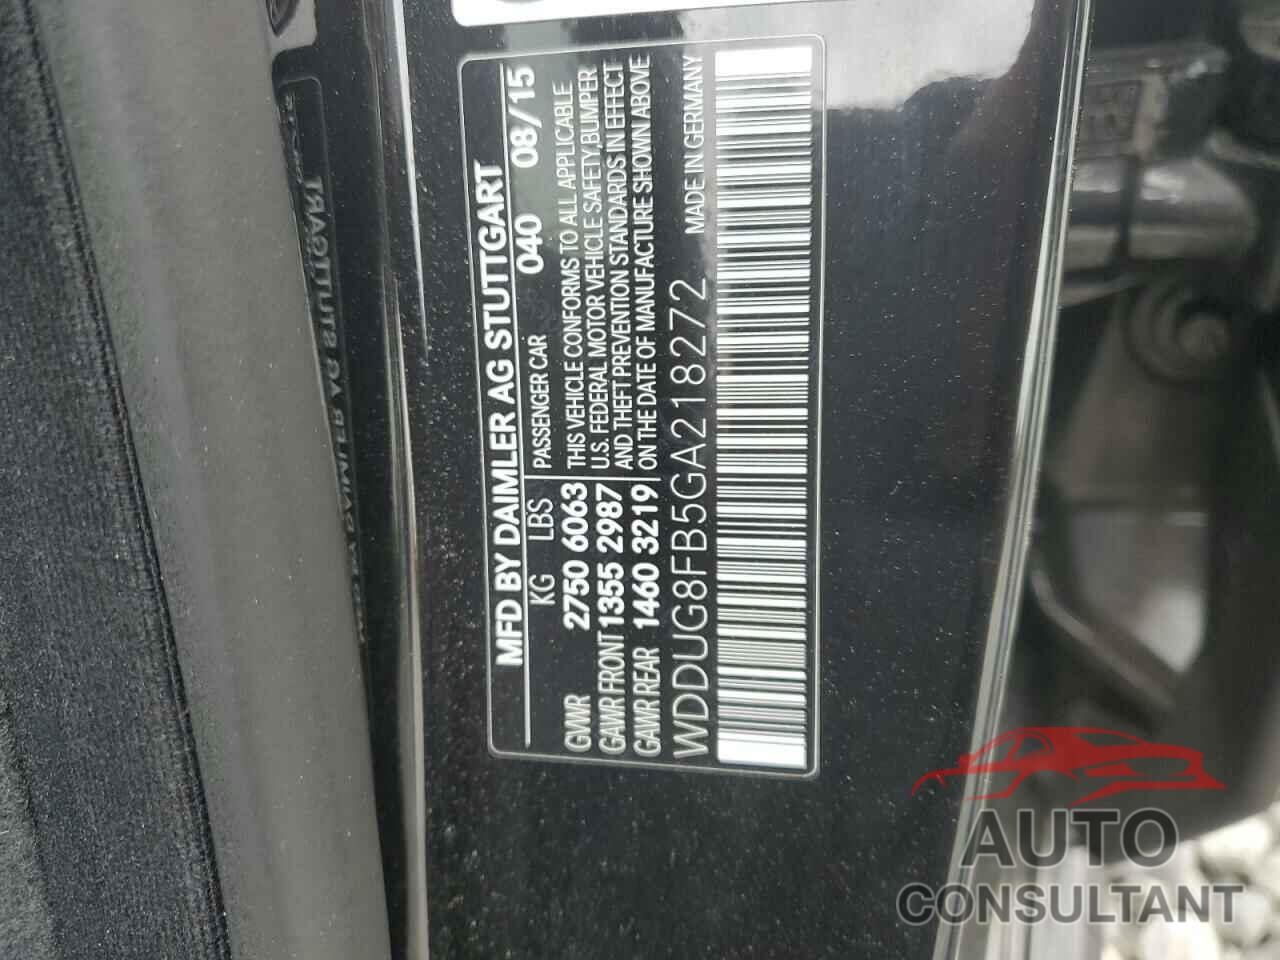 MFD BY DAIMLER AG STUTTGART
KG LBS PASSENGER CAR 040 08/15
GVWR 2750 6063 THIS VEHICLE CONFORMS TO ALL APPLICABLE
GAWR FRONT 1355 2987 U.S. FEDERAL MOTOR VEHICLE SAFETY, BUMPER
GAWR REAR 1460 3219 AND THEFT PREVENTION STANDARDS IN EFFECT
ON THE DATE OF MANUFACTURE SHOWN ABOVE
WDDUG8FB5GA218272 MADE IN GERMANY
AUTO
CONSULTANT